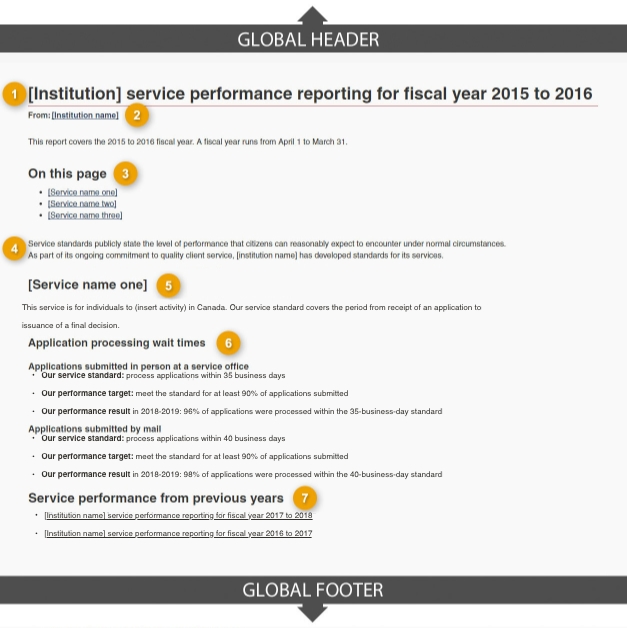 GLOBAL HEADER
1 [Institution] service performance reporting for fiscal year 2015 to 2016
From: [Institution name] 2
This report covers the 2015 to 2016 fiscal year. A fiscal year runs from April 1 to March 31.
On this page 3
• [Service name one]
• [Service name two]
• [Service name three]
4 Service standards publicly state the level of performance that citizens can reasonably expect to encounter under normal circumstances.
As part of its ongoing commitment to quality client service, [institution name] has developed standards for its services.
[Service name one] 5
This service is for individuals to (insert activity) in Canada. Our service standard covers the period from receipt of an application to
issuance of a final decision.
Application processing wait times 6
Applications submitted in person at a service office
• Our service standard: process applications within 35 business days
• Our performance target: meet the standard for at least 90% of applications submitted
• Our performance result in 2018-2019: 96% of applications were processed within the 35-business-day standard
Applications submitted by mail
• Our service standard: process applications within 40 business days
• Our performance target: meet the standard for at least 90% of applications submitted
• Our performance result in 2018-2019: 98% of applications were processed within the 40-business-day standard
Service performance from previous years 7
• [Institution name] service performance reporting for fiscal year 2017 to 2018
• [Institution name] service performance reporting for fiscal year 2016 to 2017
GLOBAL FOOTER